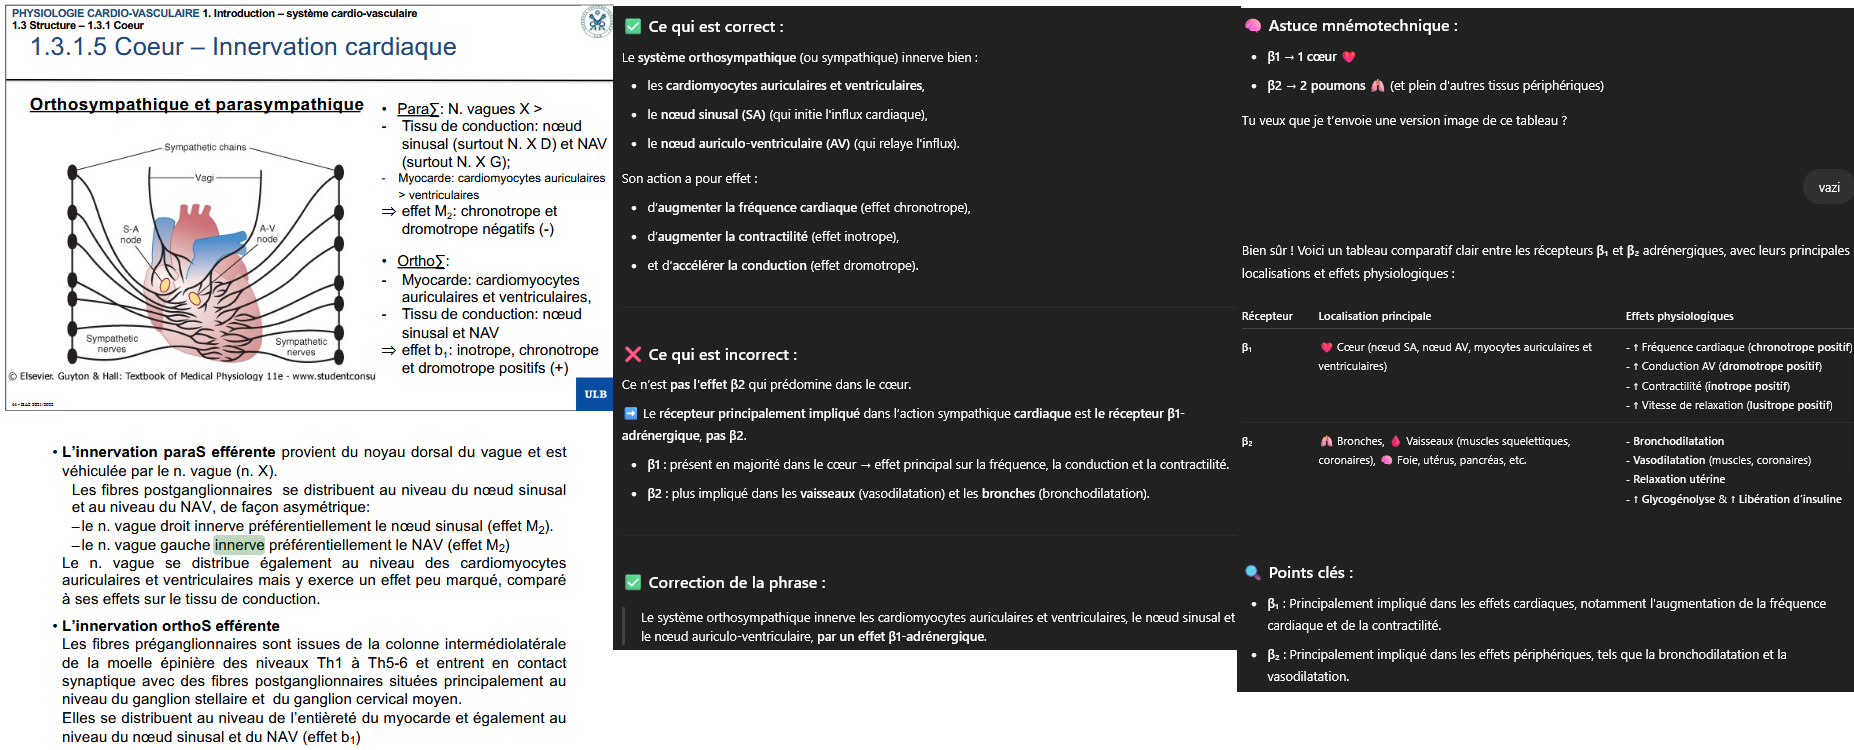 PHYSIOLOGIE CARDIO-VASCULAIRE 1. Introduction – système cardio-vasculaire
1.3 Structure – 1.3.1 Coeur
1.3.1.5 Coeur – Innervation cardiaque
Orthosympathique et parasympathique
Sympathetic chains
Vagi
S-A
node
A-V
node
Sympathetic
nerves
Sympathetic
nerves
© Elsevier. Guyton & Hall: Textbook of Medical Physiology 11e - www.studentconsu
• Para∑: N. vagues X >
- Tissu de conduction: nœud
sinusal (surtout N. X D) et NAV
(surtout N. X G);
- Myocarde: cardiomyocytes auriculaires
> ventriculaires
⇒ effet M2: chronotrope et
dromotrope négatifs (-)
• Ortho∑:
- Myocarde: cardiomyocytes
auriculaires et ventriculaires,
- Tissu de conduction: nœud
sinusal et NAV
⇒ effet b1: inotrope, chronotrope
et dromotrope positifs (+)
ULB
• L'innervation paraS efférente provient du noyau dorsal du vague et est
véhiculée par le n. vague (n. X).
Les fibres postganglionnaires se distribuent au niveau du nœud sinusal
et au niveau du NAV, de façon asymétrique:
–le n. vague droit innerve préférentiellement le nœud sinusal (effet M2).
–le n. vague gauche innerve préférentiellement le NAV (effet M2)
Le n. vague se distribue également au niveau des cardiomyocytes
auriculaires et ventriculaires mais y exerce un effet peu marqué, comparé
à ses effets sur le tissu de conduction.
• L'innervation orthoS efférente
Les fibres préganglionnaires sont issues de la colonne intermédiolatérale
de la moelle épinière des niveaux Th1 à Th5-6 et entrent en contact
synaptique avec des fibres postganglionnaires situées principalement au
niveau du ganglion stellaire et du ganglion cervical moyen.
Elles se distribuent au niveau de l'entièreté du myocarde et également au
niveau du nœud sinusal et du NAV (effet b1)
✅ Ce qui est correct :
Le système orthosympathique (ou sympathique) innerve bien :
• les cardiomyocytes auriculaires et ventriculaires,
• le nœud sinusal (SA) (qui initie l'influx cardiaque),
• le nœud auriculo-ventriculaire (AV) (qui relaye l'influx).
Son action a pour effet :
• d'augmenter la fréquence cardiaque (effet chronotrope),
• d'augmenter la contractilité (effet inotrope),
• et d'accélérer la conduction (effet dromotrope).
❌ Ce qui est incorrect :
Ce n'est pas l'effet β2 qui prédomine dans le cœur.
➡️ Le récepteur principalement impliqué dans l'action sympathique cardiaque est le récepteur β1-
adrénergique, pas β2.
• β1 : présent en majorité dans le cœur → effet principal sur la fréquence, la conduction et la contractilité.
• β2 : plus impliqué dans les vaisseaux (vasodilatation) et les bronches (bronchodilatation).
✅ Correction de la phrase :
Le système orthosympathique innerve les cardiomyocytes auriculaires et ventriculaires, le nœud sinusal et
le nœud auriculo-ventriculaire, par un effet β1-adrénergique.
🧠 Astuce mnémotechnique :
• β1 → 1 cœur ❤️
• β2 → 2 poumons 🫁 (et plein d'autres tissus périphériques)
Tu veux que je t'envoie une version image de ce tableau ?
vazi
Bien sûr ! Voici un tableau comparatif clair entre les récepteurs β₁ et β₂ adrénergiques, avec leurs principales
localisations et effets physiologiques :
Récepteur Localisation principale Effets physiologiques
β₁ ❤️ Cœur (nœud SA, nœud AV, myocytes auriculaires et
ventriculaires)
- ↑ Fréquence cardiaque (chronotrope positif)
- ↑ Conduction AV (dromotrope positif)
- ↑ Contractilité (inotrope positif)
- ↑ Vitesse de relaxation (lusitrope positif)
β₂ 🫁 Bronches, 🩸 Vaisseaux (muscles squelettiques,
coronaires), 🧠 Foie, utérus, pancréas, etc.
- Bronchodilatation
- Vasodilatation (muscles, coronaires)
- Relaxation utérine
- ↑ Glycogénolyse & ↑ Libération d'insuline
🔍 Points clés :
• β₁ : Principalement impliqué dans les effets cardiaques, notamment l'augmentation de la fréquence
cardiaque et de la contractilité.
• β₂ : Principalement impliqué dans les effets périphériques, tels que la bronchodilatation et la
vasodilatation.